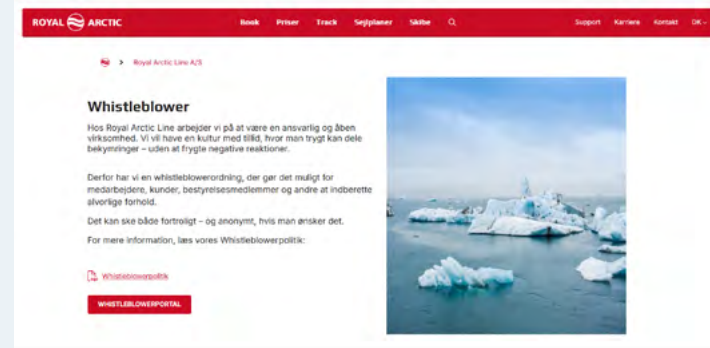 ROYAL ARCTIC
Book Priser Track Sejlplaner Skibe
Support Karriere Kontakt DK
> Royal Arctic Line A/S
Whistleblower
Hos Royal Arctic Line arbejder vi på at være en ansvarlig og åben
virksomhed. Vi vil have en kultur med tillid, hvor man trygt kan dele
bekymringer – uden at frygte negative reaktioner.
Derfor har vi en whistleblowerordning, der gør det muligt for
medarbejdere, kunder, bestyrelsesmedlemmer og andre at indberette
alvorlige forhold.
Det kan ske både fortroligt – og anonymt, hvis man ønsker det.
For mere information, læs vores Whistleblowerpolitik:
Whistleblowerpolitik
WHISTLEBLOWERPORTAL